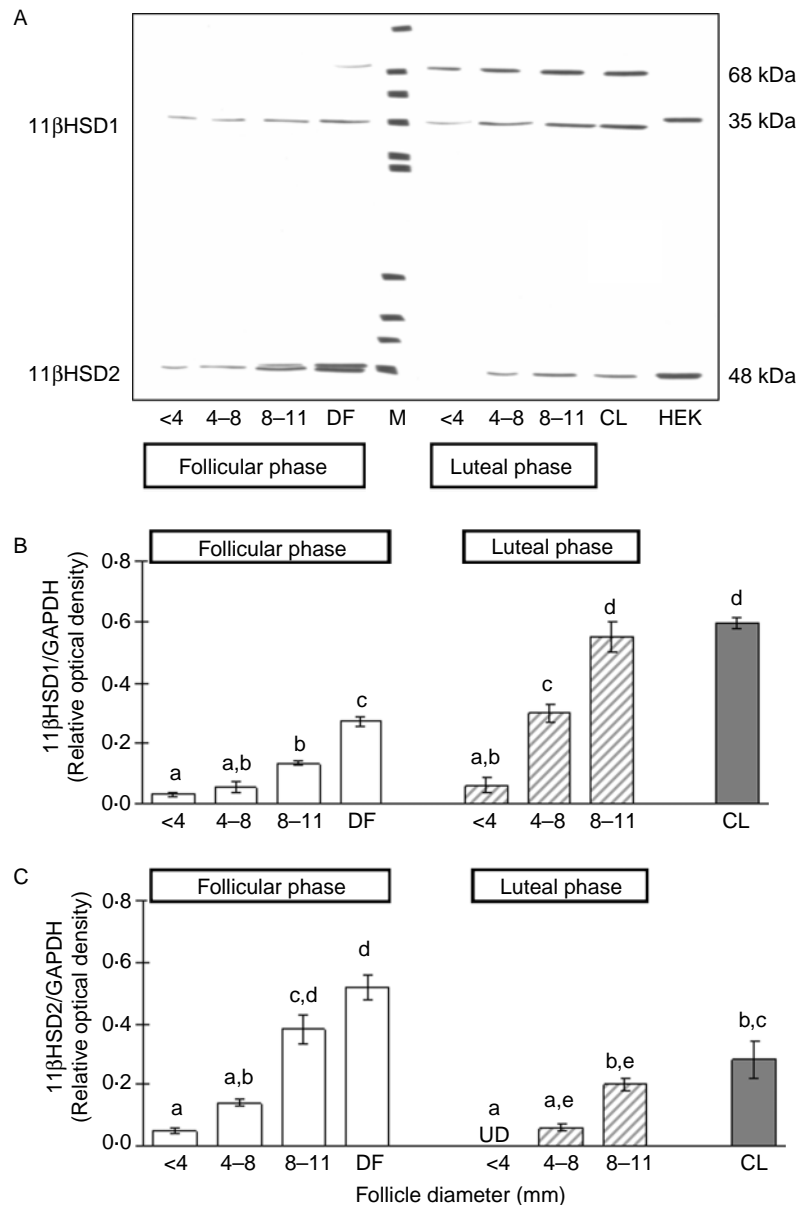 A
11βHSD1
68 kDa
35 kDa
11βHSD2
48 kDa
<4 4–8 8–11 DF M <4 4–8 8–11 CL HEK
Follicular phase Luteal phase
B
Follicular phase Luteal phase
11βHSD1/GAPDH
(Relative optical density)
0·8
0·6
0·4
0·2
0·0
a a,b b c a,b c d d
<4 4–8 8–11 DF <4 4–8 8–11 CL
C
Follicular phase Luteal phase
11βHSD2/GAPDH
(Relative optical density)
0·8
0·6
0·4
0·2
0·0
a a,b c,d d a a,e b,e b,c
UD
<4 4–8 8–11 DF <4 4–8 8–11 CL
Follicle diameter (mm)